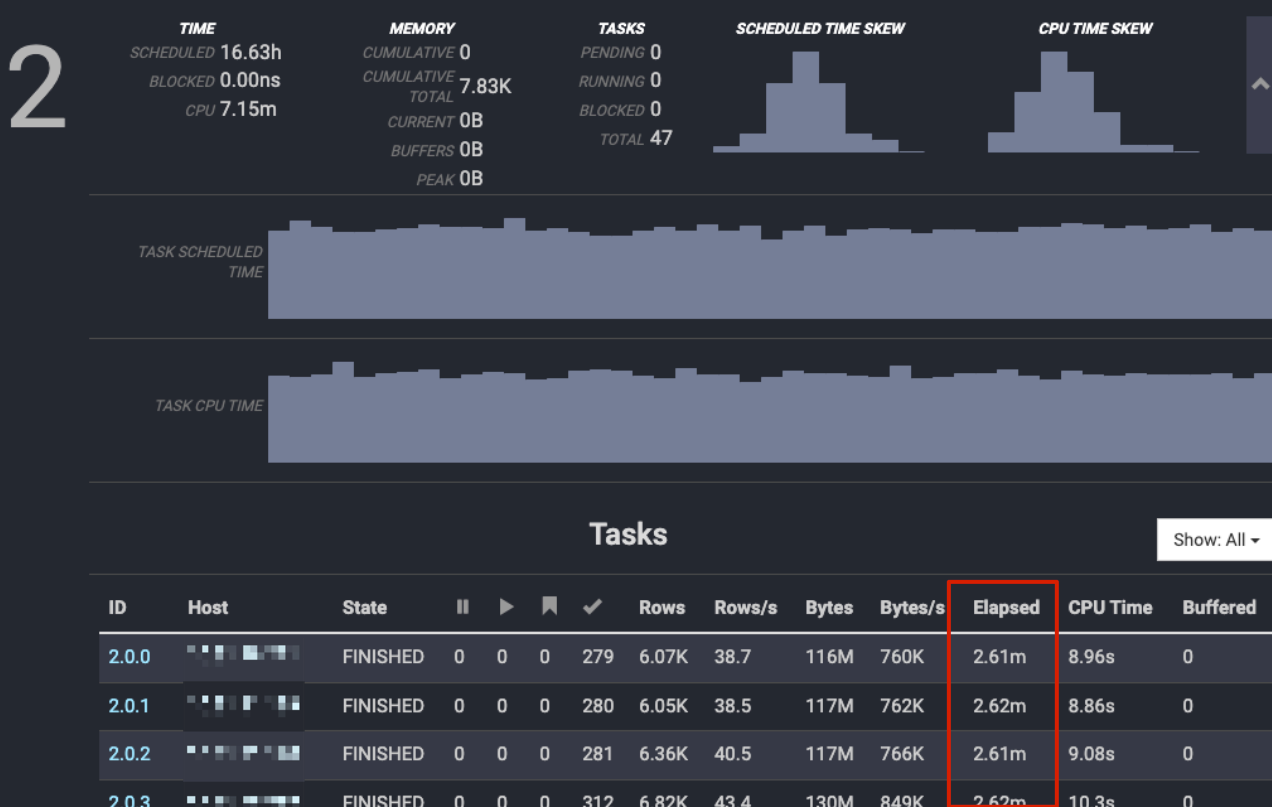 2
TIME
SCHEDULED 16.63h
BLOCKED 0.00ns
CPU 7.15m
MEMORY
CUMULATIVE 0
CUMULATIVE TOTAL 7.83K
CURRENT 0B
BUFFERS 0B
PEAK 0B
TASKS
PENDING 0
RUNNING 0
BLOCKED 0
TOTAL 47
SCHEDULED TIME SKEW
CPU TIME SKEW
TASK SCHEDULED
TIME
TASK CPU TIME
Tasks
Show: All
ID Host State Rows Rows/s Bytes Bytes/s Elapsed CPU Time Buffered
2.0.0 FINISHED 0 0 0 279 6.07K 38.7 116M 760K 2.61m 8.96s 0
2.0.1 FINISHED 0 0 0 280 6.05K 38.5 117M 762K 2.62m 8.86s 0
2.0.2 FINISHED 0 0 0 281 6.36K 40.5 117M 766K 2.61m 9.08s 0
2.0.3 FINISHED 0 0 0 312 6.82K 43.4 130M 849K 2.62m 10.3s 0